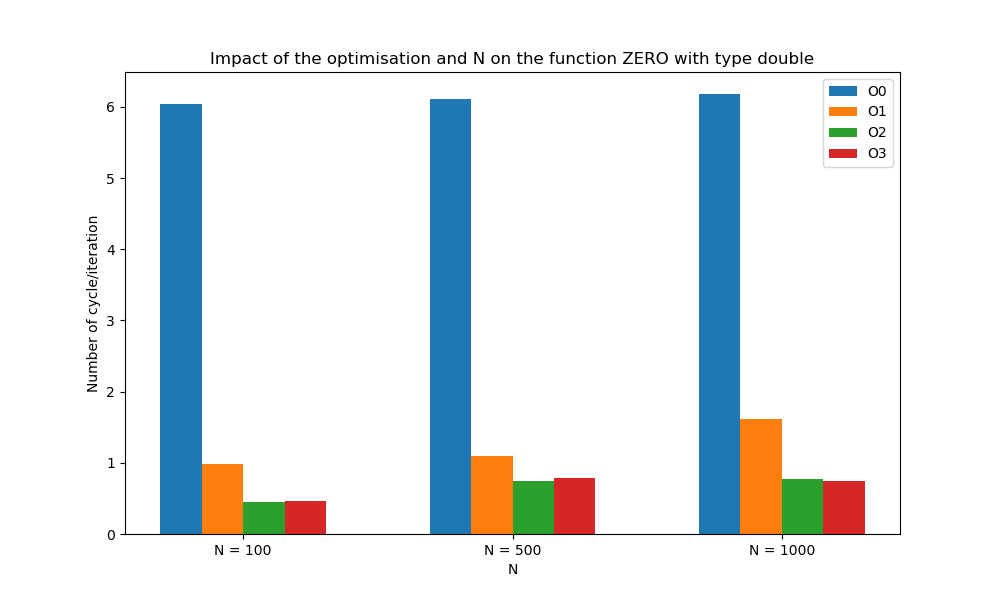 Impact of the optimisation and N on the function ZERO with type double
O0
O1
O2
O3
Number of cycle/iteration
6
5
4
3
2
1
0
N = 100
N = 500
N = 1000
N